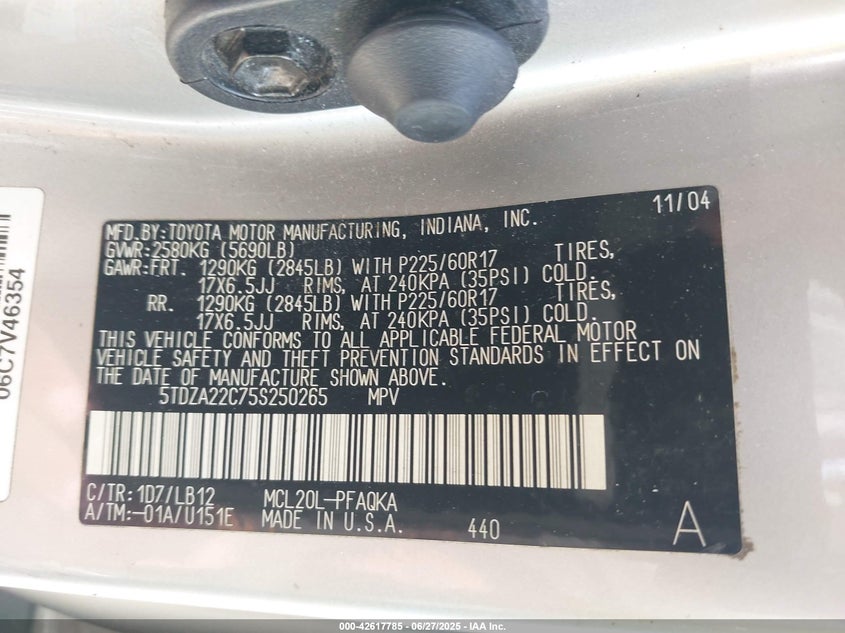 06C7V46354
MFD.BY:TOYOTA MOTOR MANUFACTURING, INDIANA, INC. 11/04
GVWR:2580KG (5690LB)
GAWR:FRT. 1290KG (2845LB) WITH P225/60R17 TIRES,
17X6.5JJ RIMS, AT 240KPA (35PSI) COLD.
RR. 1290KG (2845LB) WITH P225/60R17 TIRES,
17X6.5JJ RIMS, AT 240KPA (35PSI) COLD.
THIS VEHICLE CONFORMS TO ALL APPLICABLE FEDERAL MOTOR
VEHICLE SAFETY AND THEFT PREVENTION STANDARDS IN EFFECT ON
THE DATE OF MANUFACTURE SHOWN ABOVE.
5TDZA22C75S250265 MPV
C/TR:1D7/LB12 MCL20L-PFAQKA
A/TM:-01A/U151E MADE IN U.S.A. 440 A
000-42617785 - 06/27/2025 - IAA Inc.